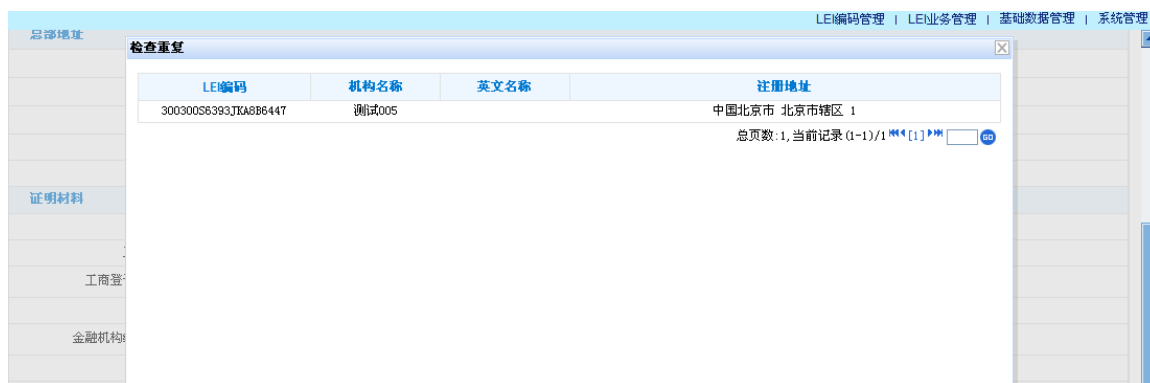 LEI编码管理 | LEI业务管理 | 基础数据管理 | 系统管理
总部地址
检查重复
LEI编码 机构名称 英文名称 注册地址
300300S6393JKA8B6447 测试005 中国北京市 北京市辖区 1
总页数:1,当前记录(1-1)/1 [1] GO
证明材料
工商登
金融机构